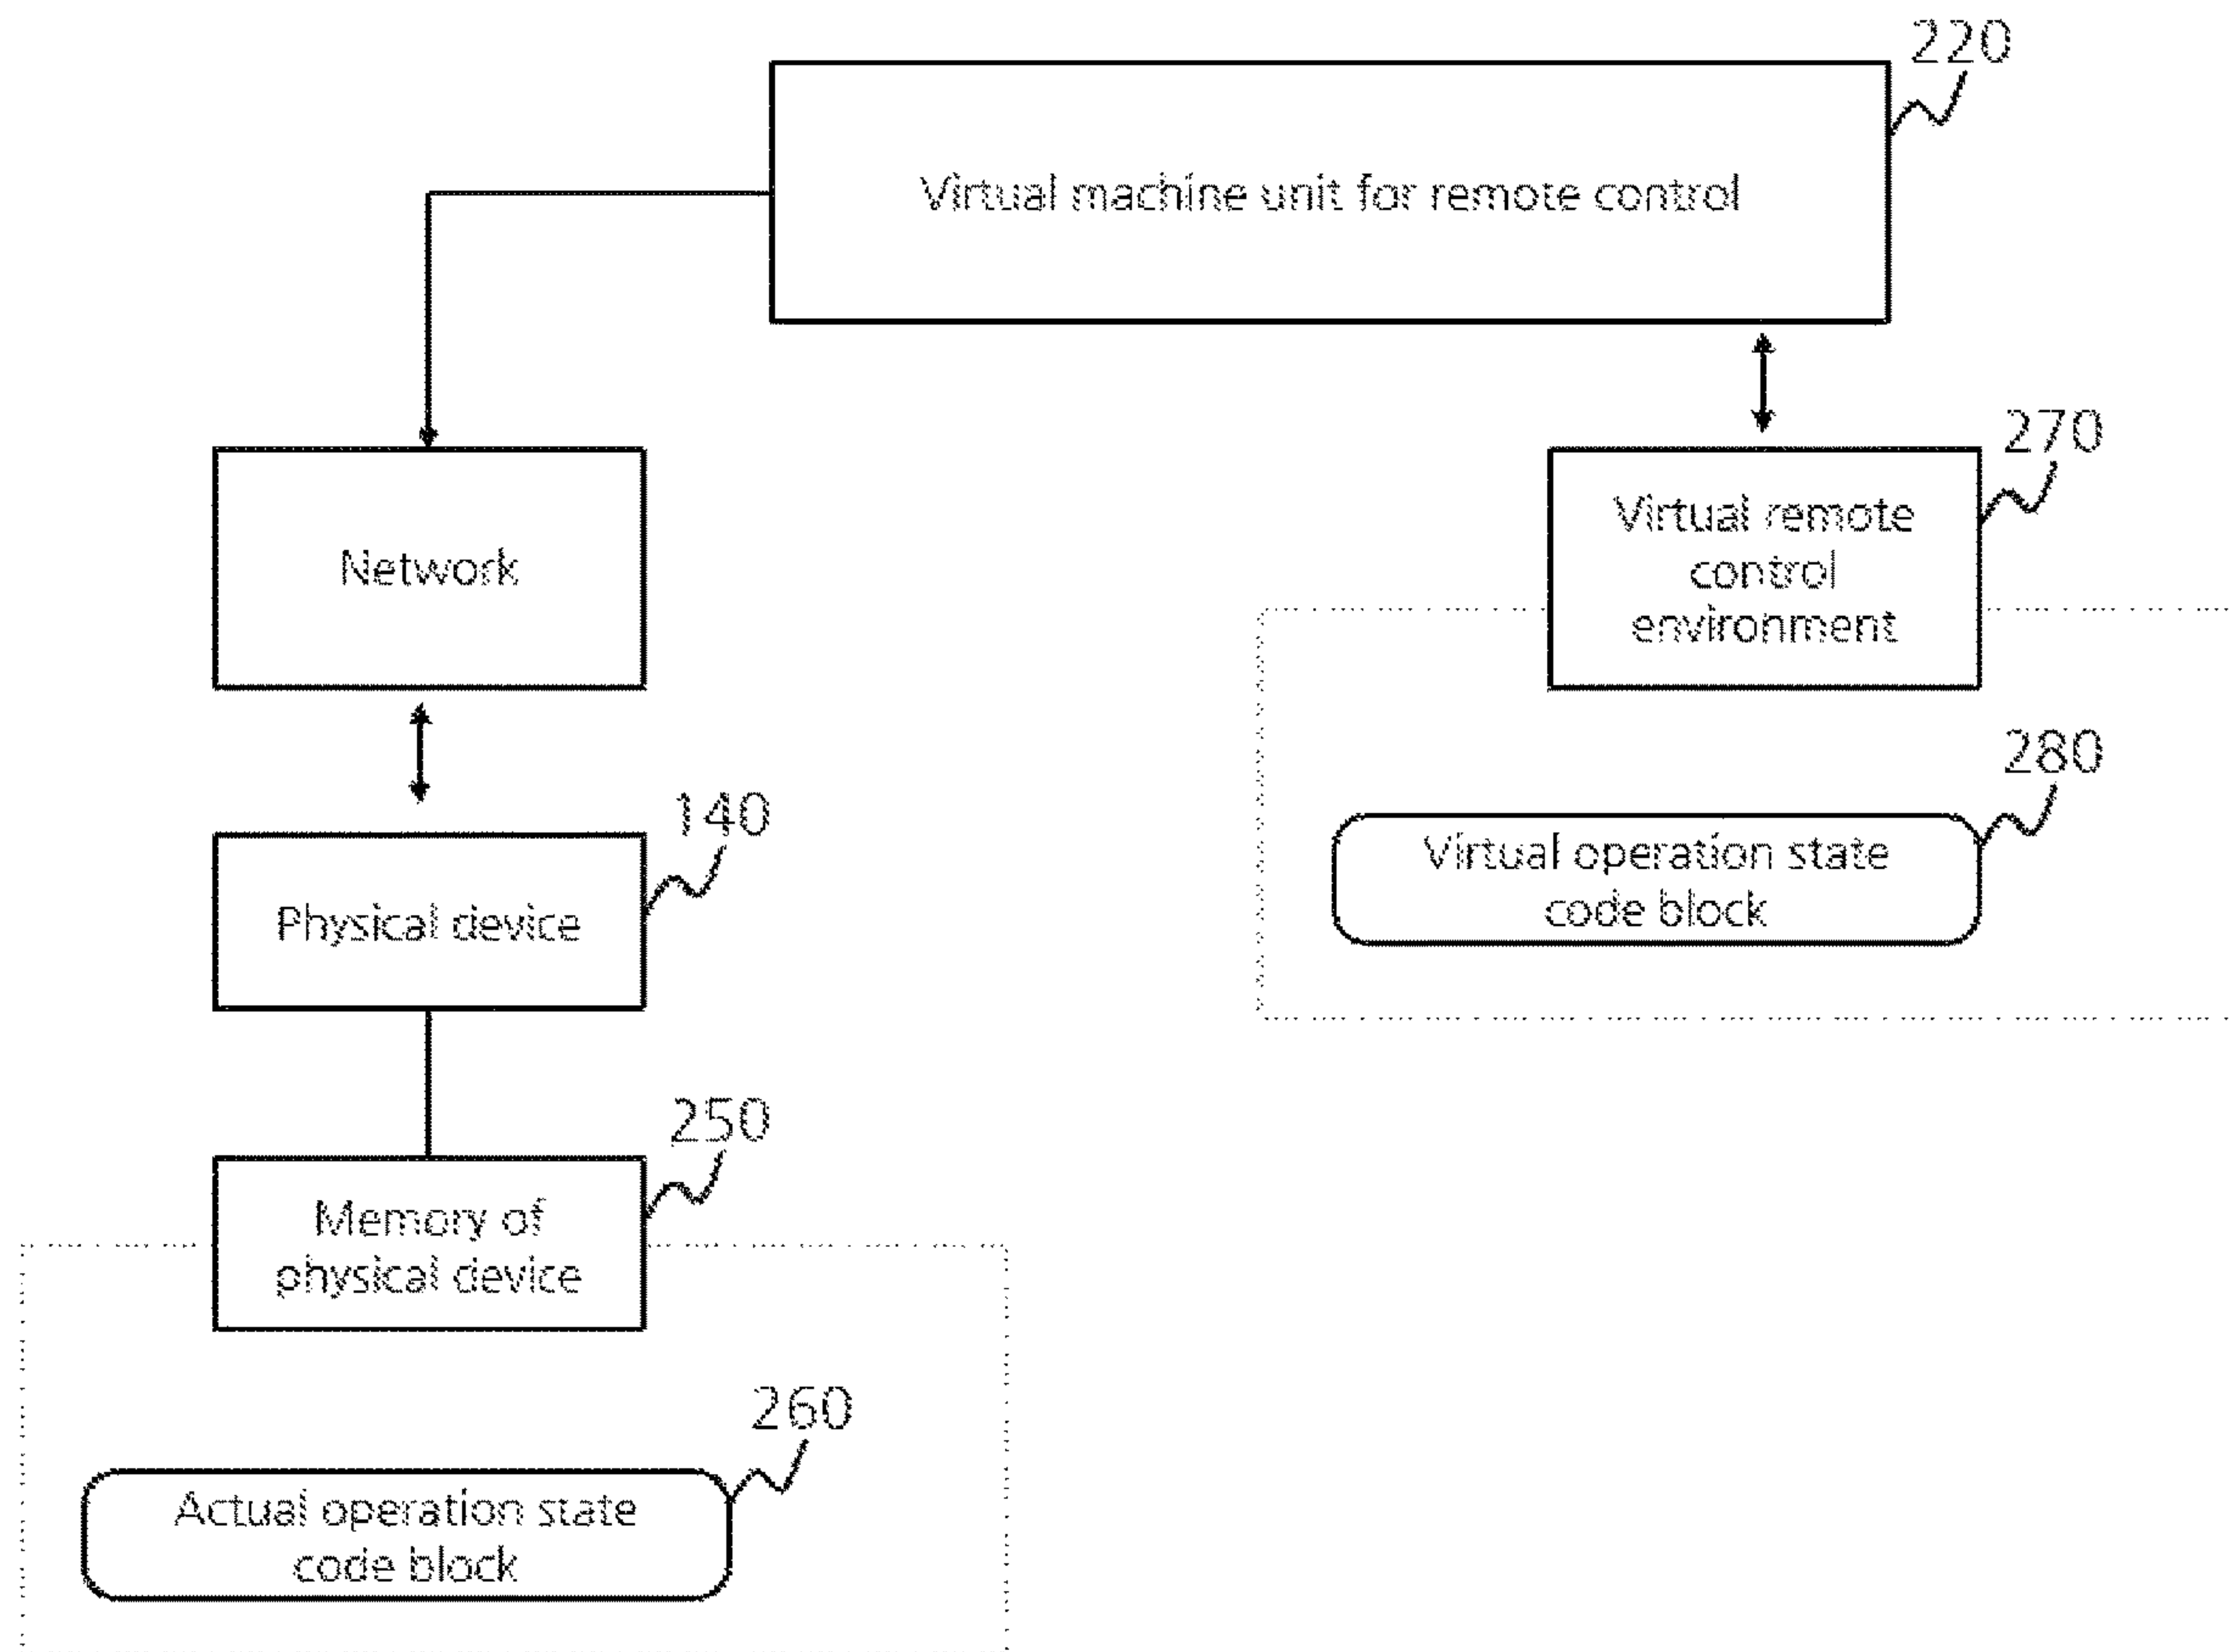 220
Virtual machine unit for remote control
270
Network
Virtual remote
control
environment
140
280
Physical device
Virtual operation state
code block
250
Memory of
physical device
260
Actual operation state
code block